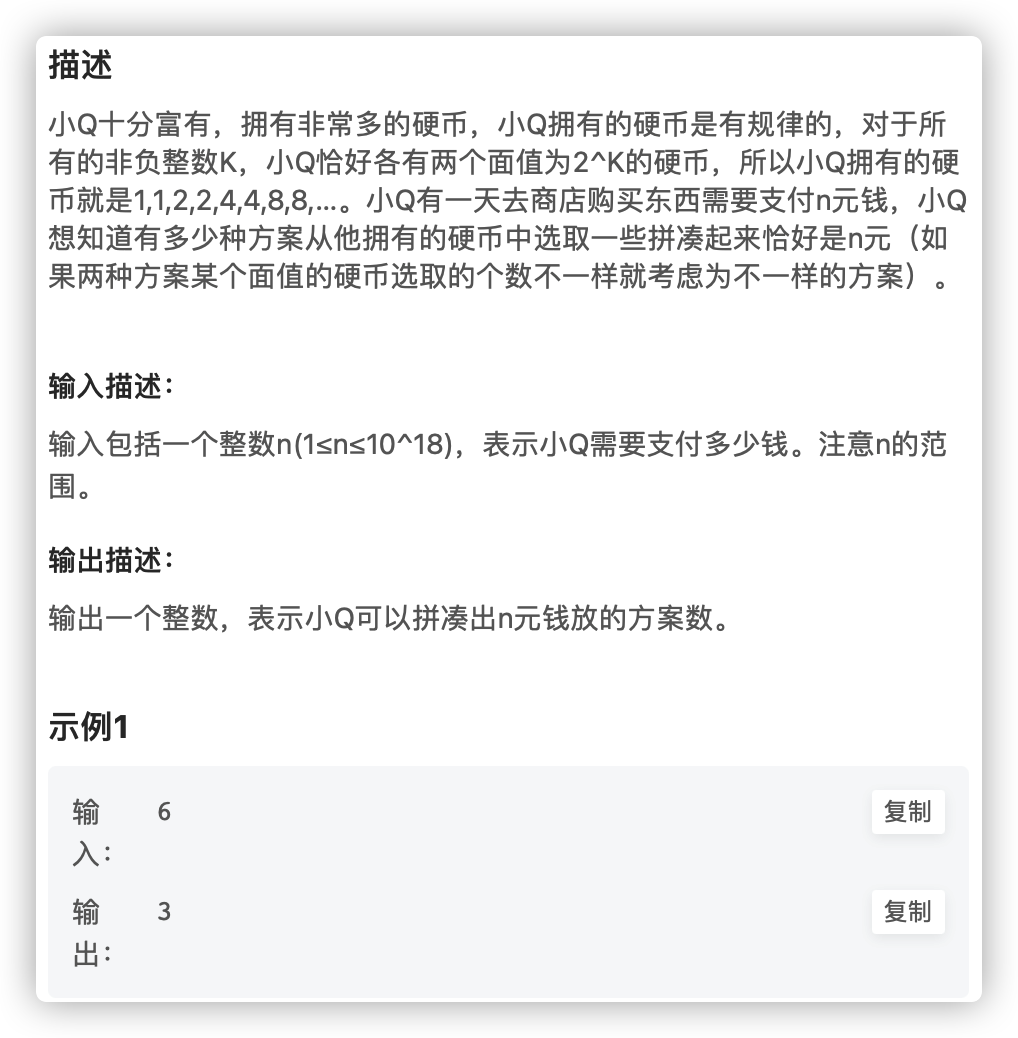 描述
小Q十分富有，拥有非常多的硬币，小Q拥有的硬币是有规律的，对于所
有的非负整数K，小Q恰好各有两个面值为2^K的硬币，所以小Q拥有的硬
币就是1,1,2,2,4,4,8,8,…。小Q有一天去商店购买东西需要支付n元钱，小Q
想知道有多少种方案从他拥有的硬币中选取一些拼凑起来恰好是n元（如
果两种方案某个面值的硬币选取的个数不一样就考虑为不一样的方案）。
输入描述：
输入包括一个整数n(1≤n≤10^18)，表示小Q需要支付多少钱。注意n的范
围。
输出描述：
输出一个整数，表示小Q可以拼凑出n元钱放的方案数。
示例1
输 6 复制
入：
输 3 复制
出：